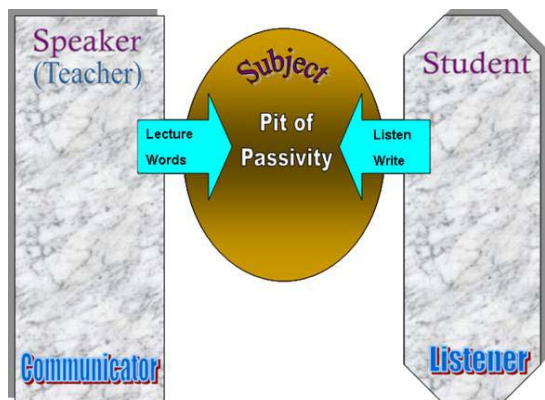 Speaker
(Teacher)
Communicator
Lecture
Words
Subject
Pit of
Passivity
Listen
Write
Student
Listener